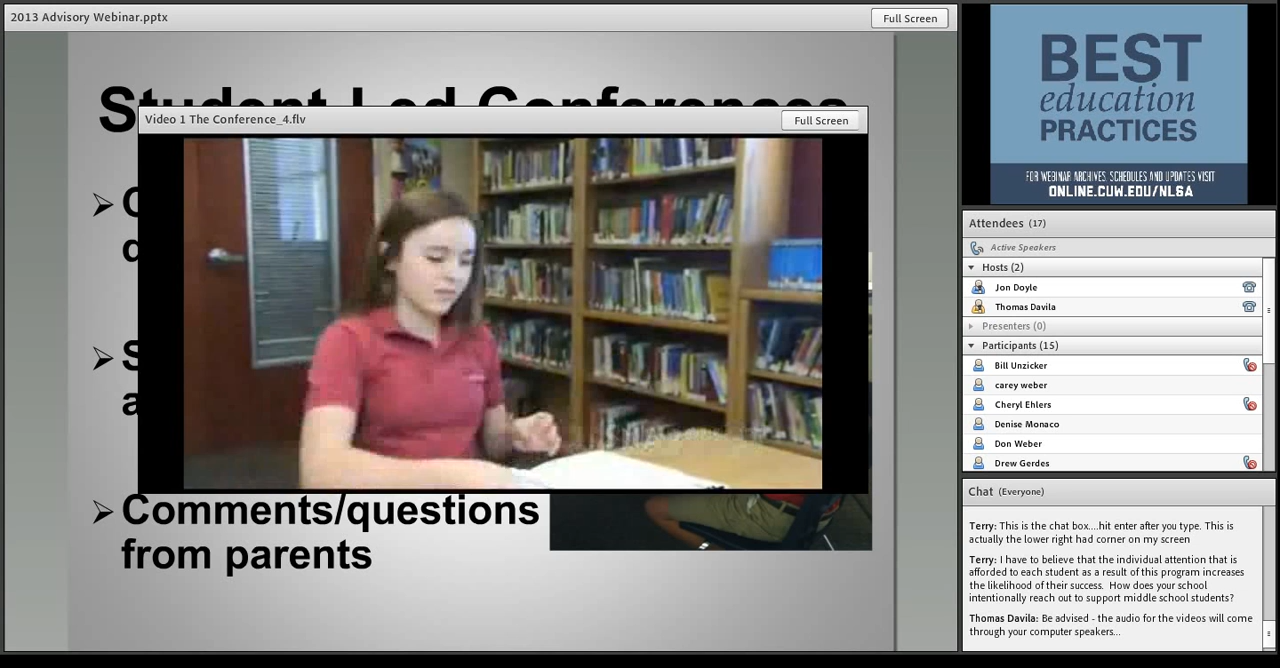 2013 Advisory Webinar.pptx
Full Screen
Student-Led Conferences
Video 1 The Conference_4.flv
Full Screen
Comments/questions
from parents
BEST
education
PRACTICES
FOR WEBINAR ARCHIVES, SCHEDULES AND UPDATES VISIT
ONLINE.CUW.EDU/NLSA
Attendees (17)
Active Speakers
Hosts (2)
Jon Doyle
Thomas Davila
Presenters (0)
Participants (15)
Bill Unzicker
carey weber
Cheryl Ehlers
Denise Monaco
Don Weber
Drew Gerdes
Chat (Everyone)
Terry: This is the chat box....hit enter after you type. This is
actually the lower right had corner on my screen
Terry: I have to believe that the individual attention that is
afforded to each student as a result of this program increases
the likelihood of their success. How does your school
intentionally reach out to support middle school students?
Thomas Davila: Be advised - the audio for the videos will come
through your computer speakers...